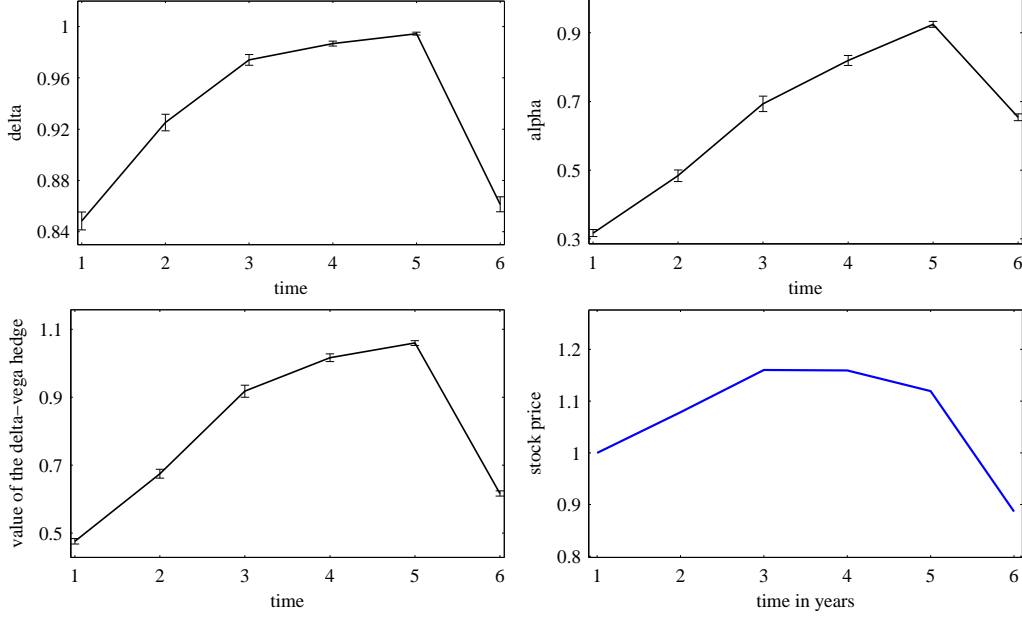 1
0.96
0.92
0.88
0.84
delta
1 2 3 4 5 6
time
0.9
0.7
0.5
0.3
alpha
1 2 3 4 5 6
time
1.1
0.9
0.7
0.5
value of the delta−vega hedge
1 2 3 4 5 6
time
1.2
1.1
1
0.9
0.8
stock price
1 2 3 4 5 6
time in years